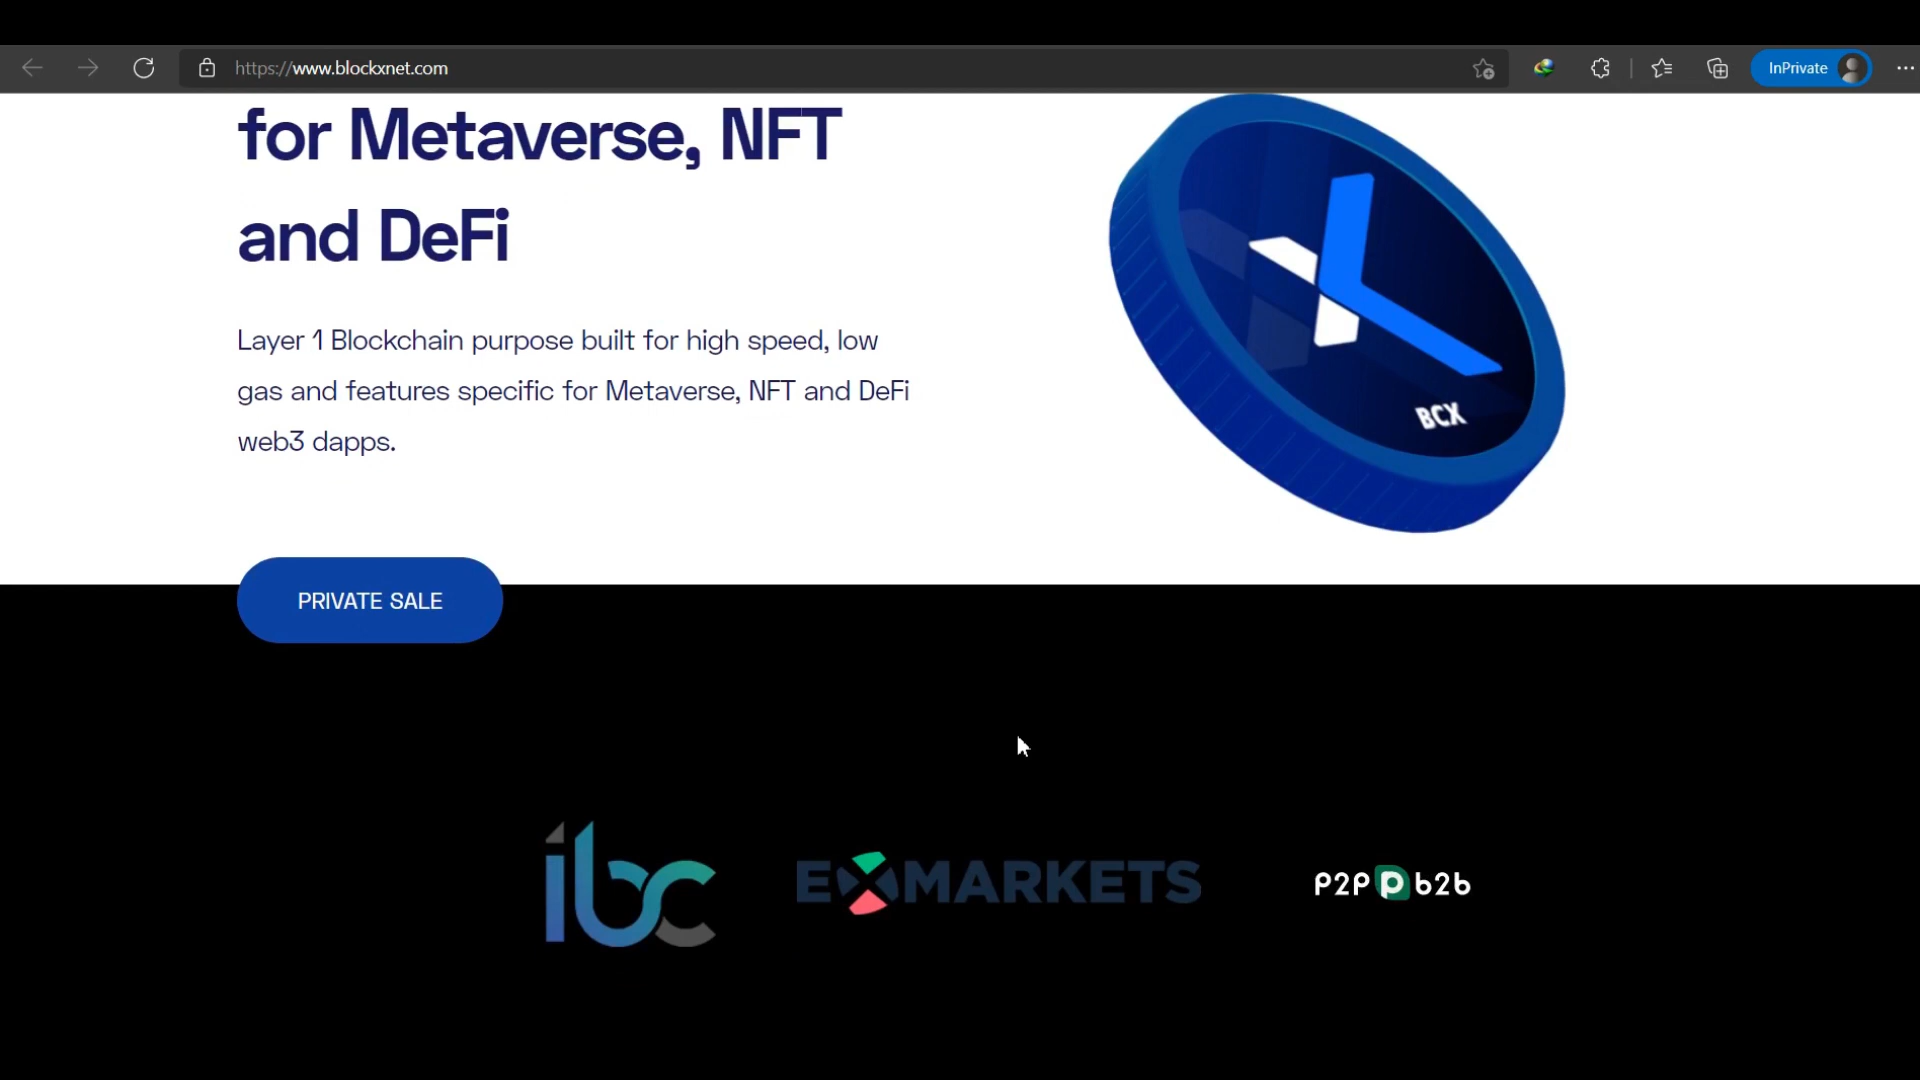 https://www.blockxnet.com
InPrivate
for Metaverse, NFT
and DeFi
Layer 1 Blockchain purpose built for high speed, low
gas and features specific for Metaverse, NFT and DeFi
web3 dapps.
BCX
PRIVATE SALE
ibc
EXMARKETS
P2P b2b